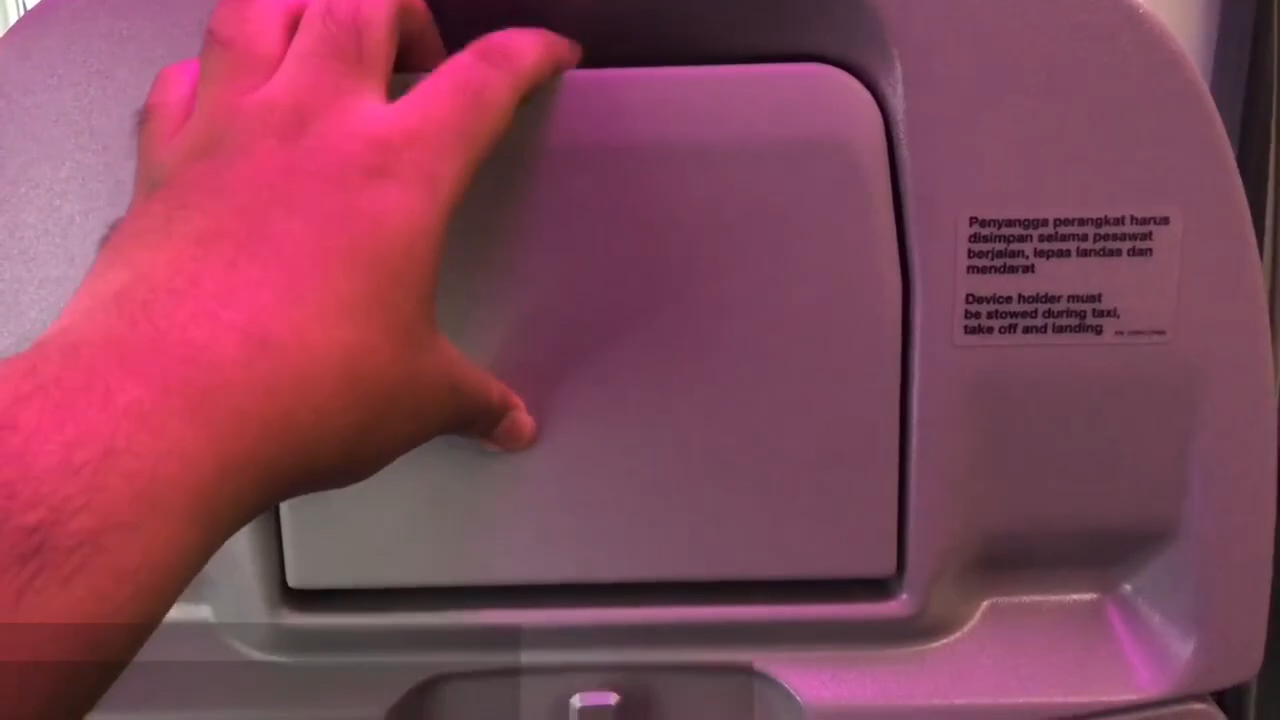 Penyangga perangkat harus
disimpan selama pesawat
berjalan, lepas landas dan
mendarat
Device holder must
be stowed during taxi,
take off and landing